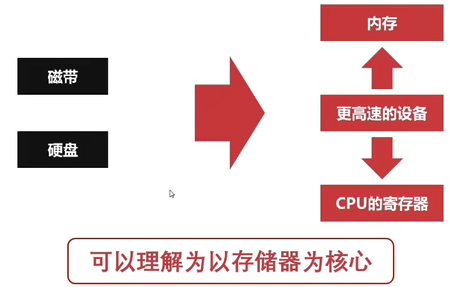 磁带
硬盘
内存
更高速的设备
CPU的寄存器
可以理解为以存储器为核心